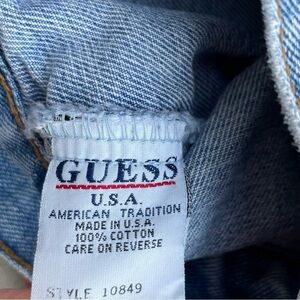 GUESS
U.S.A.
AMERICAN TRADITION
MADE IN U.S.A.
100% COTTON
CARE ON REVERSE
STYLE 10849